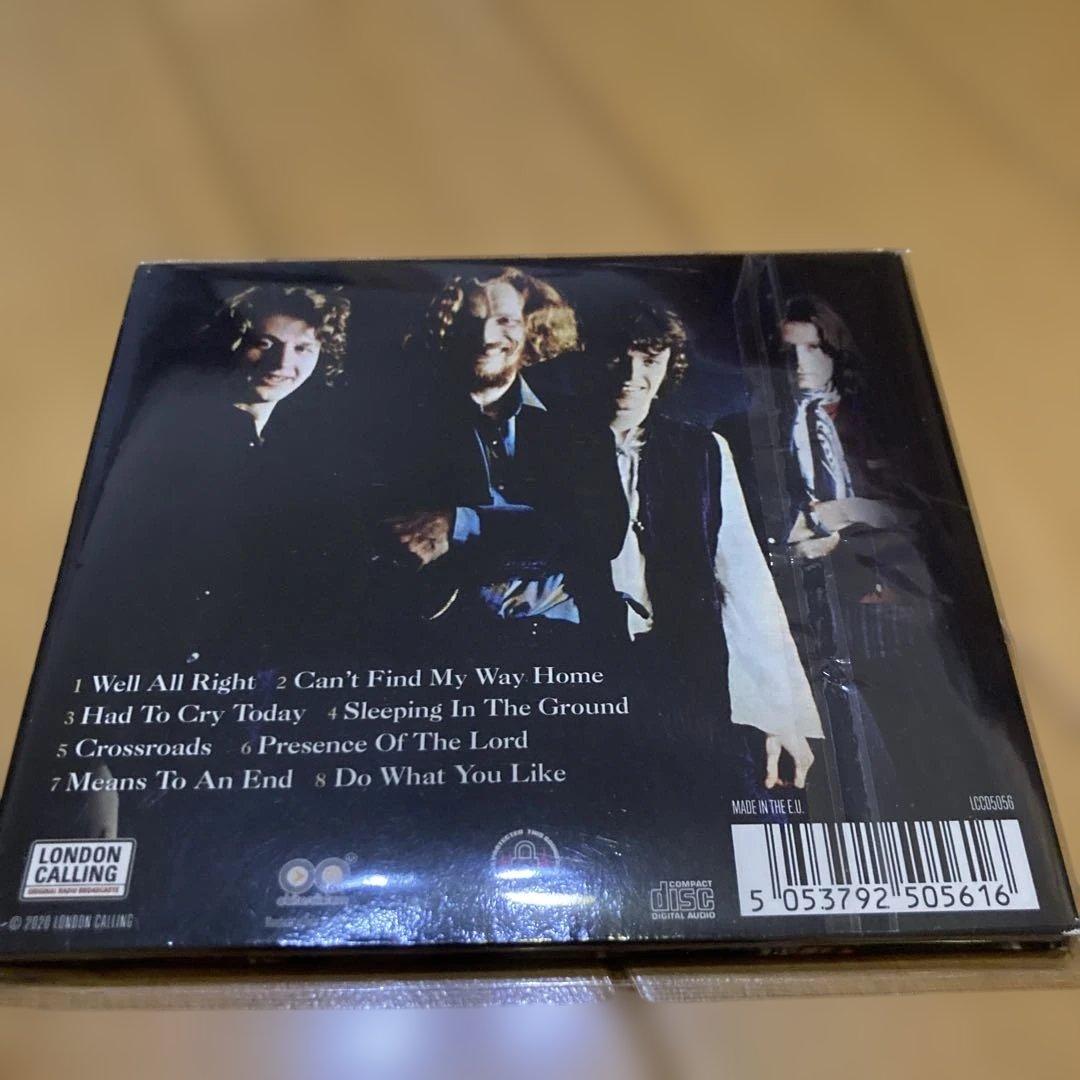 1 Well All Right 2 Can't Find My Way Home
3 Had To Cry Today 4 Sleeping In The Ground
5 Crossroads 6 Presence Of The Lord
7 Means To An End 8 Do What You Like
MADE IN THE E.U. LCCD5056
LONDON
CALLING
ORIGINAL RADIO BROADCASTS
COMPACT
disc
DIGITAL AUDIO
5 053792 505616
© 2020 LONDON CALLING